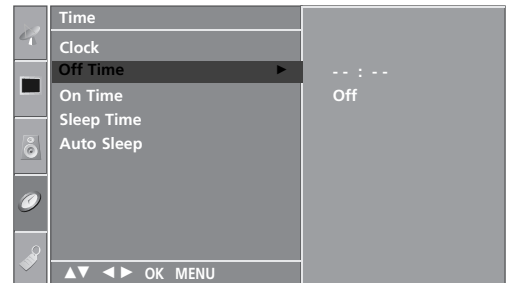 Time
Clock
Off Time ►
- - : - -
On Time
Off
Sleep Time
Auto Sleep
▲▼ ◄► OK MENU